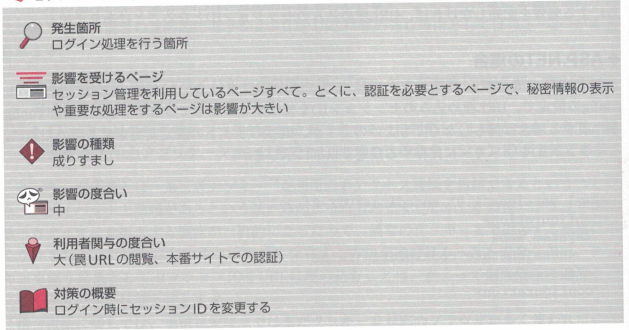 発生箇所
ログイン処理を行う箇所
影響を受けるページ
セッション管理を利用しているページすべて。とくに、認証を必要とするページで、秘密情報の表示
や重要な処理をするページは影響が大きい
影響の種類
成りすまし
影響の度合い
中
利用者関与の度合い
大(罠URLの閲覧、本番サイトでの認証)
対策の概要
ログイン時にセッションIDを変更する